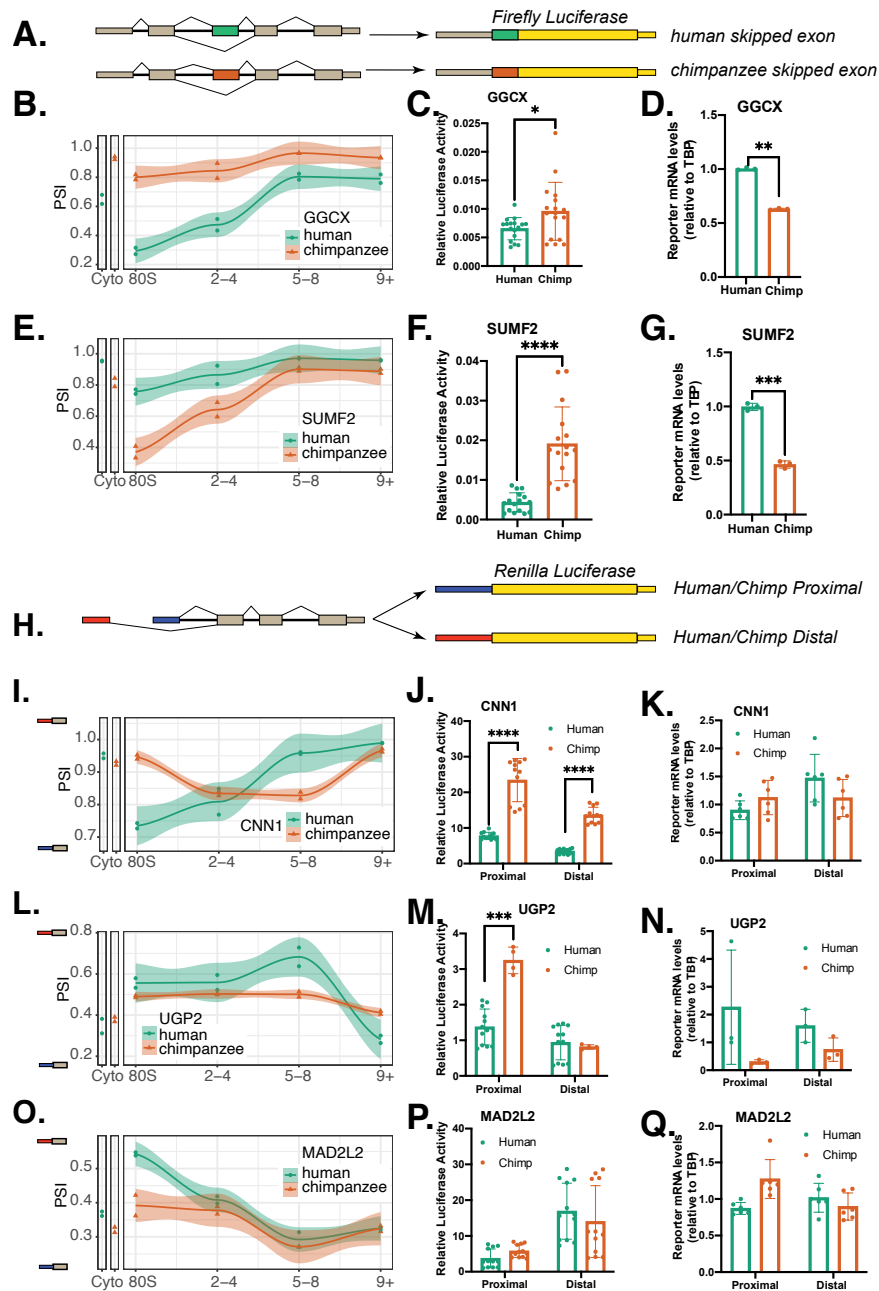 A.
Firefly Luciferase
human skipped exon
chimpanzee skipped exon
B.
PSI
1.0
0.8
0.6
0.4
0.2
GGCX
human
chimpanzee
Cyto 80S 2–4 5–8 9+
C.
GGCX
*
Relative Luciferase Activity
0.025
0.020
0.015
0.010
0.005
0.000
Human Chimp
D.
GGCX
**
Reporter mRNA levels
(relative to TBP)
1.5
1.0
0.5
0.0
Human Chimp
E.
PSI
1.0
0.8
0.6
0.4
SUMF2
human
chimpanzee
Cyto 80S 2–4 5–8 9+
F.
SUMF2
****
Relative Luciferase Activity
0.04
0.03
0.02
0.01
0.00
Human Chimp
G.
SUMF2
***
Reporter mRNA levels
(relative to TBP)
1.5
1.0
0.5
0.0
Human Chimp
H.
Renilla Luciferase
Human/Chimp Proximal
Human/Chimp Distal
I.
PSI
1.0
0.9
0.8
0.7
CNN1
human
chimpanzee
Cyto 80S 2–4 5–8 9+
J.
CNN1
Human
Chimp
****
****
Relative Luciferase Activity
40
30
20
10
0
Proximal Distal
K.
CNN1
Human
Chimp
Reporter mRNA levels
(relative to TBP)
2.5
2.0
1.5
1.0
0.5
0.0
Proximal Distal
L.
PSI
0.8
0.6
0.4
0.2
UGP2
human
chimpanzee
Cyto 80S 2–4 5–8 9+
M.
UGP2
***
Human
Chimp
Relative Luciferase Activity
4
3
2
1
0
Proximal Distal
N.
UGP2
Human
Chimp
Reporter mRNA levels
(relative to TBP)
5
4
3
2
1
0
Proximal Distal
O.
PSI
0.5
0.4
0.3
MAD2L2
human
chimpanzee
Cyto 80S 2–4 5–8 9+
P.
MAD2L2
Human
Chimp
Relative Luciferase Activity
40
30
20
10
0
Proximal Distal
Q.
MAD2L2
Human
Chimp
Reporter mRNA levels
(relative to TBP)
2.0
1.5
1.0
0.5
0.0
Proximal Distal